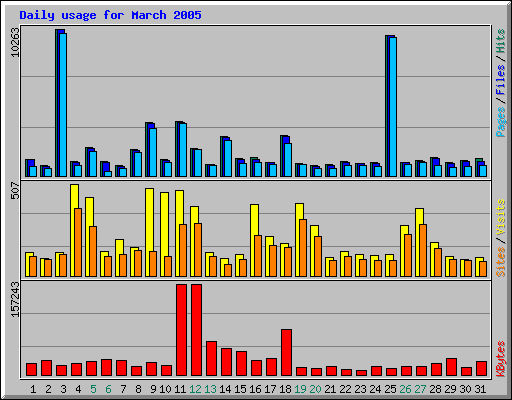 Daily usage for March 2005
10263
Pages / Files / Hits
507
Sites / Visits
157243
KBytes
1 2 3 4 5 6 7 8 9 10 11 12 13 14 15 16 17 18 19 20 21 22 23 24 25 26 27 28 29 30 31